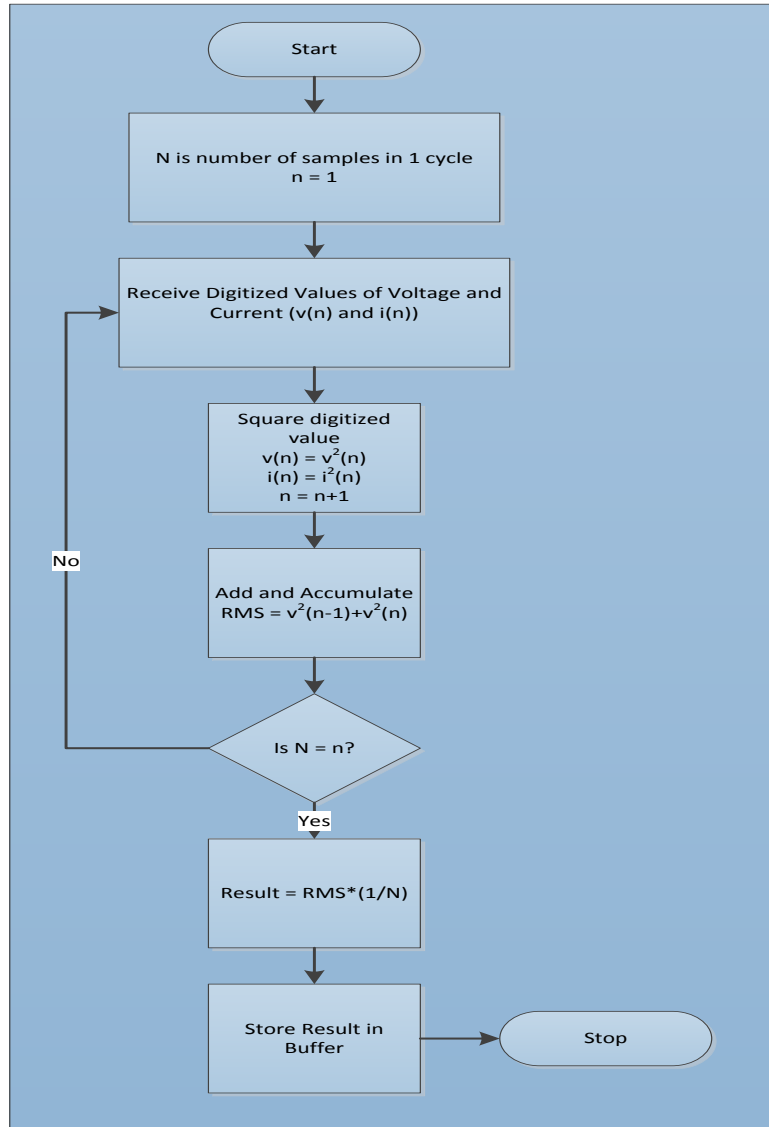 Start
N is number of samples in 1 cycle
n = 1
Receive Digitized Values of Voltage and
Current (v(n) and i(n))
Square digitized
value
v(n) = v²(n)
i(n) = i²(n)
n = n+1
No
Add and Accumulate
RMS = v²(n-1)+v²(n)
Is N = n?
Yes
Result = RMS*(1/N)
Store Result in
Buffer
Stop